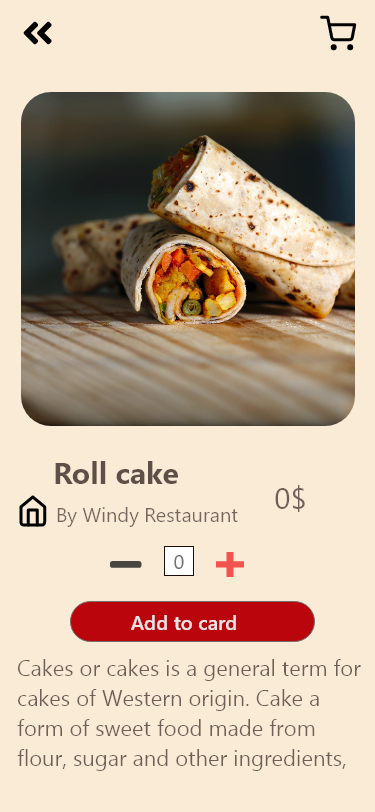 Roll cake
By Windy Restaurant
0$
0
Add to card
Cakes or cakes is a general term for
cakes of Western origin. Cake a
form of sweet food made from
flour, sugar and other ingredients,